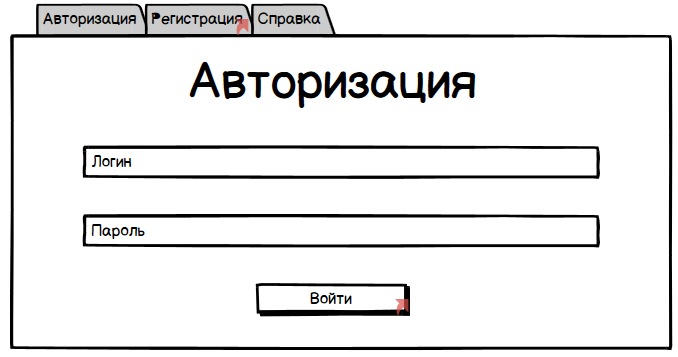 Авторизация Регистрация Справка
Авторизация
Логин
Пароль
Войти